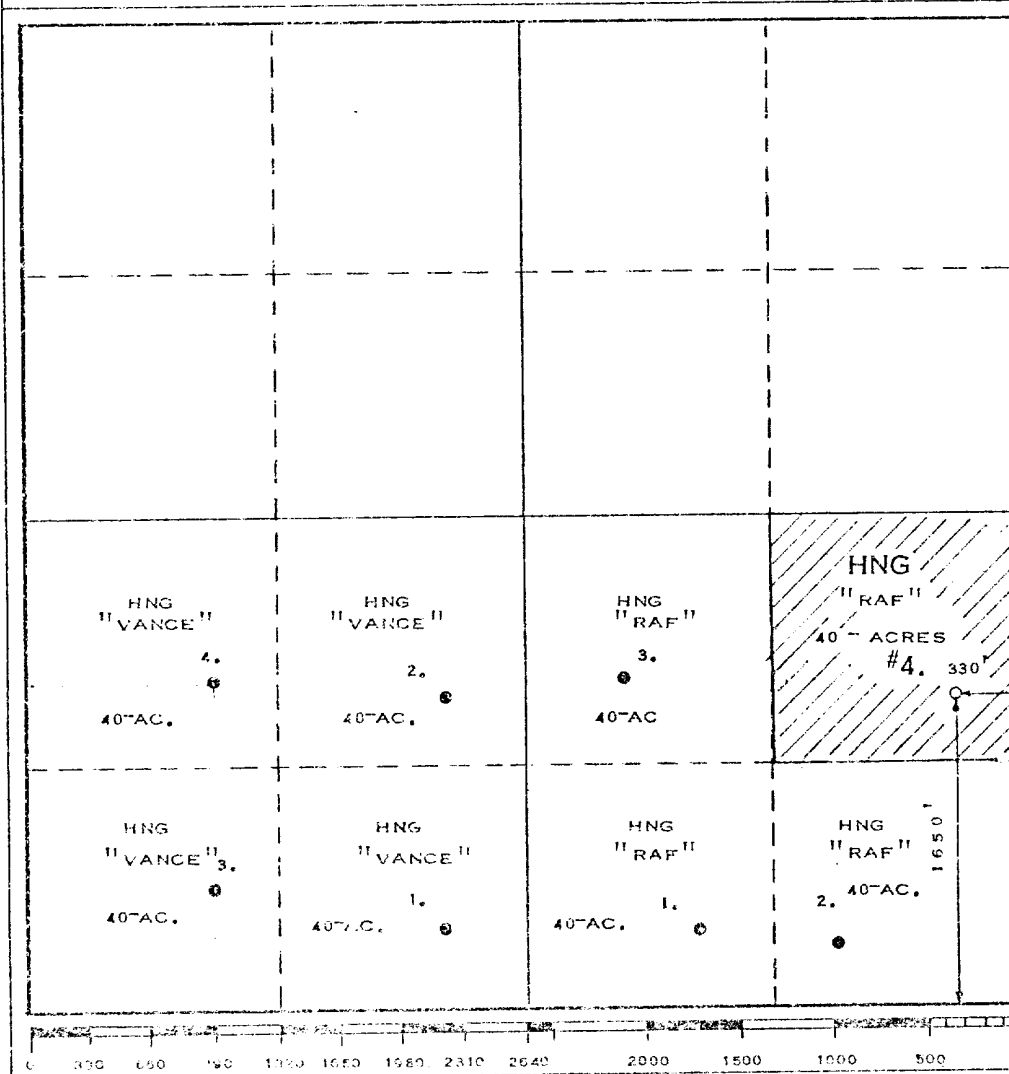 HNG
"VANCE"
4.
40-AC.
HNG
"VANCE"
2.
40-AC.
HNG
"RAF"
3.
40-AC
HNG
"RAF"
40- ACRES
#4. 330'
HNG
"VANCE" 3.
40-AC.
HNG
"VANCE"
1.
HNG
"RAF"
1.
40-AC.
HNG
"RAF"
2. 40-AC.
1650'
0 330 1650 1980. 2310 2640 2000 1500 1000 500